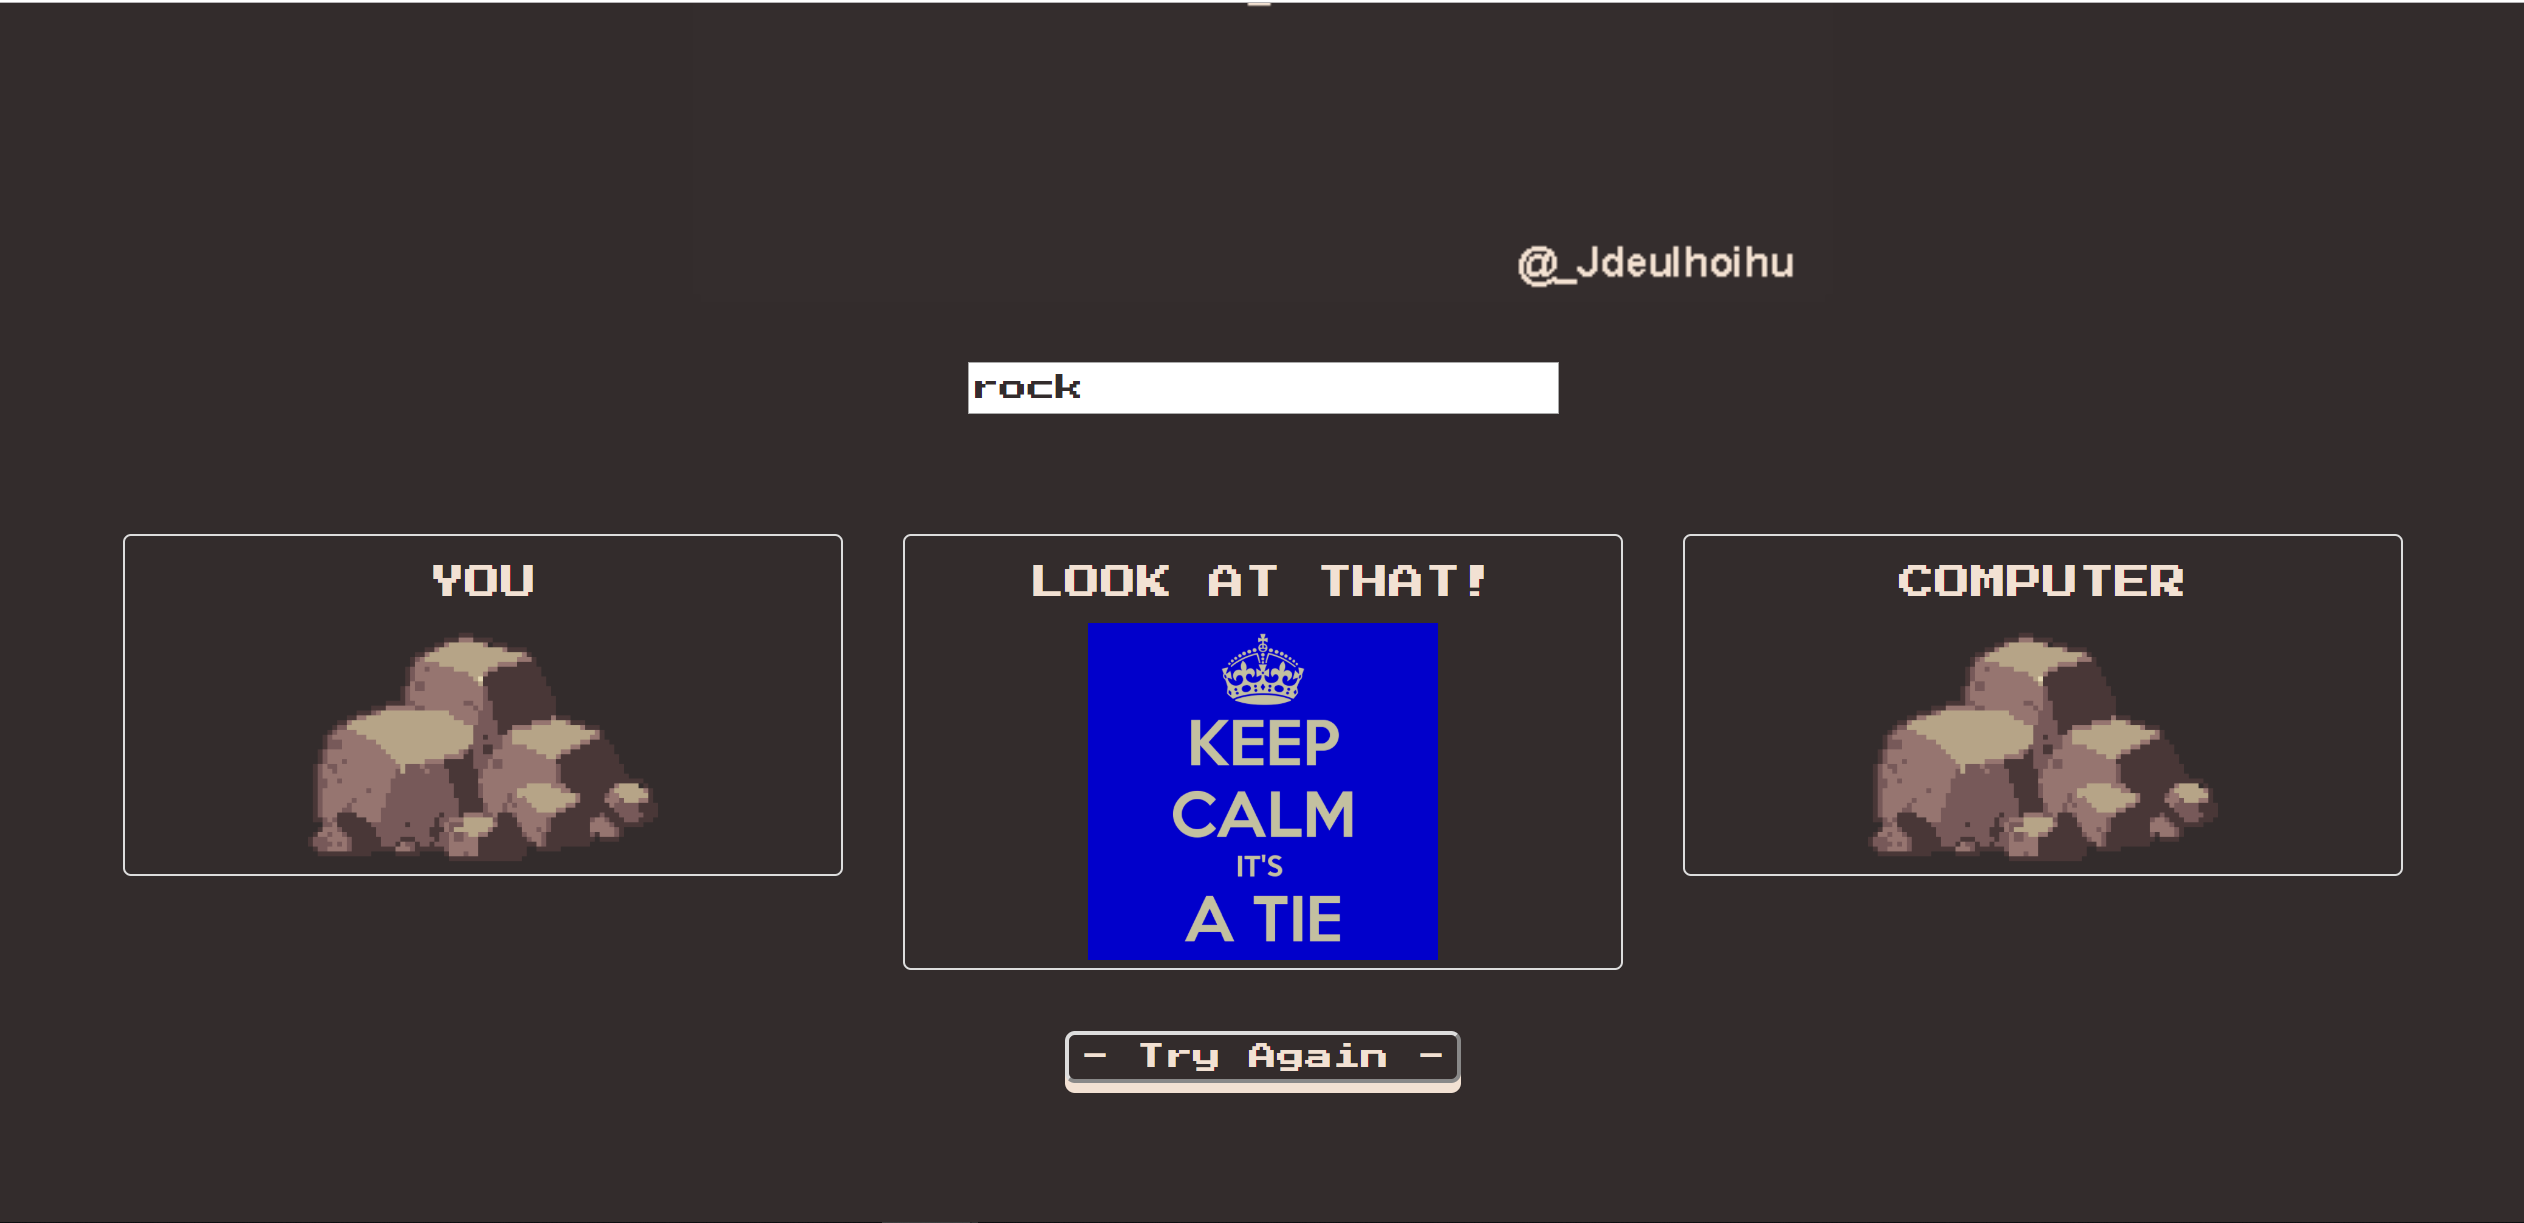 @_Jdeulhoihu
rock
YOU
LOOK AT THAT!
COMPUTER
KEEP
CALM
IT'S
A TIE
- Try Again -